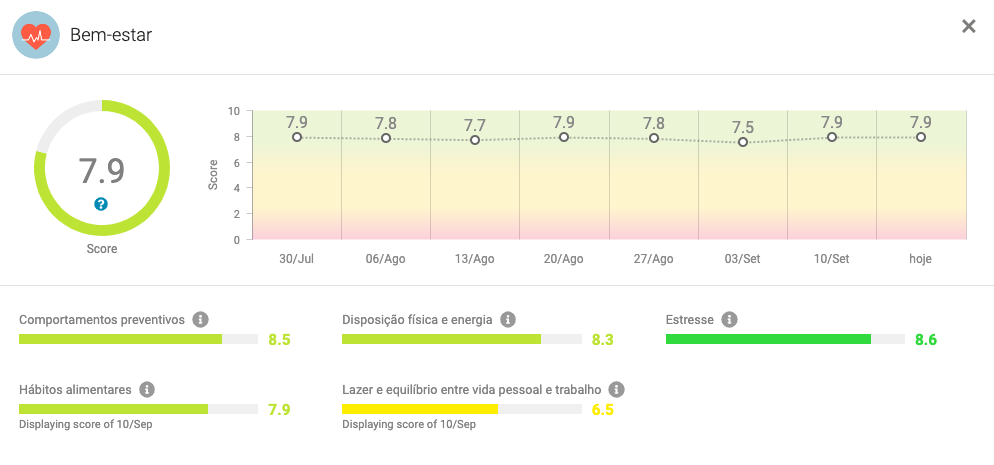 Bem-estar
7.9
?
Score
Score
10
8
6
4
2
0
7.9 7.8 7.7 7.9 7.8 7.5 7.9 7.9
30/Jul 06/Ago 13/Ago 20/Ago 27/Ago 03/Set 10/Set hoje
Comportamentos preventivos
8.5
Disposição física e energia
8.3
Estresse
8.6
Hábitos alimentares
7.9
Displaying score of 10/Sep
Lazer e equilíbrio entre vida pessoal e trabalho
6.5
Displaying score of 10/Sep